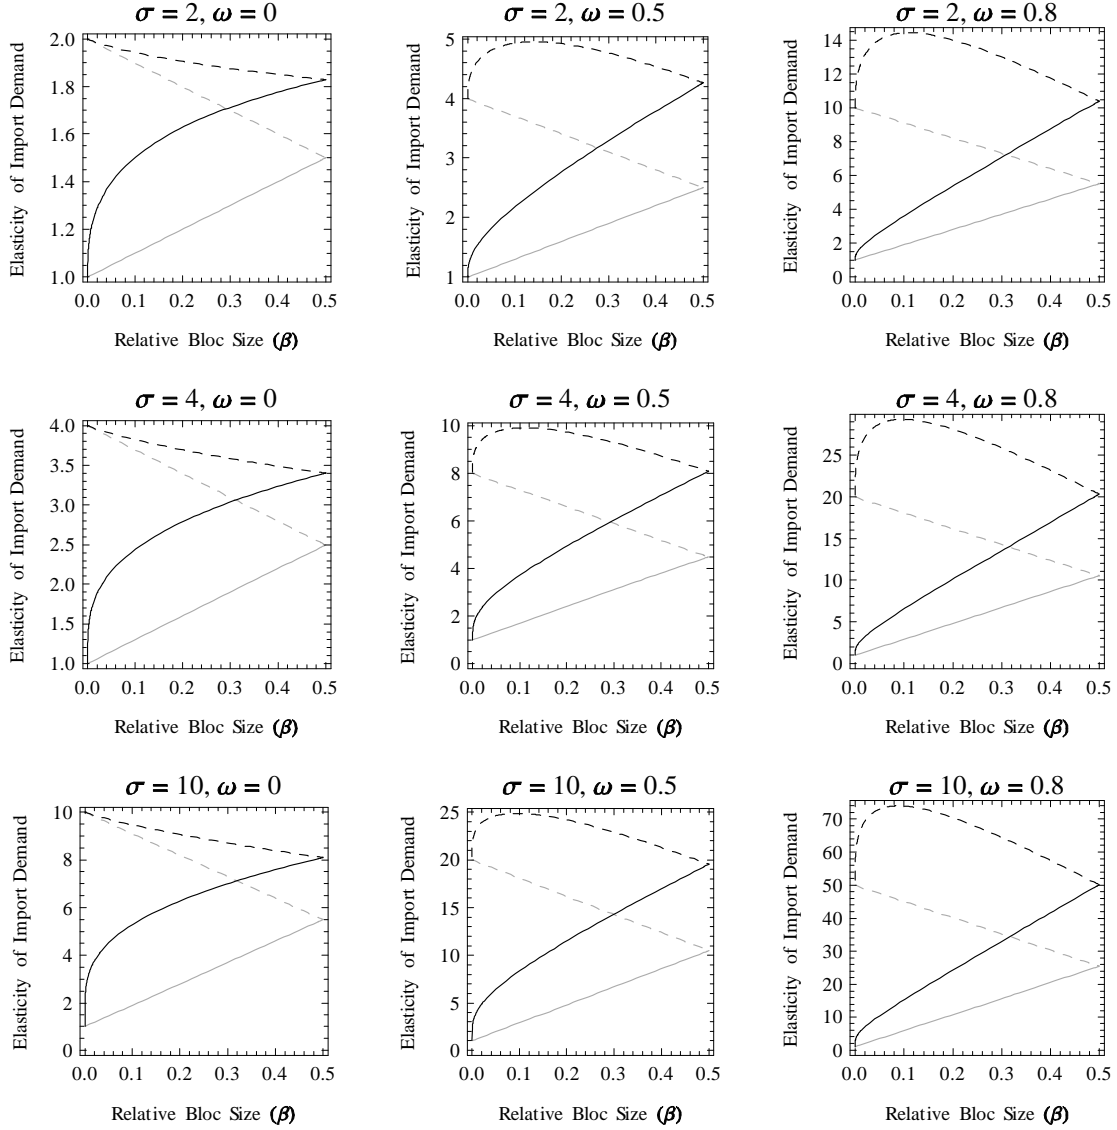 σ = 2, ω = 0
Elasticity of Import Demand
2.0
1.8
1.6
1.4
1.2
1.0
0.0 0.1 0.2 0.3 0.4 0.5
Relative Bloc Size (β)
σ = 2, ω = 0.5
Elasticity of Import Demand
5
4
3
2
1
0.0 0.1 0.2 0.3 0.4 0.5
Relative Bloc Size (β)
σ = 2, ω = 0.8
Elasticity of Import Demand
14
12
10
8
6
4
2
0
0.0 0.1 0.2 0.3 0.4 0.5
Relative Bloc Size (β)
σ = 4, ω = 0
Elasticity of Import Demand
4.0
3.5
3.0
2.5
2.0
1.5
1.0
0.0 0.1 0.2 0.3 0.4 0.5
Relative Bloc Size (β)
σ = 4, ω = 0.5
Elasticity of Import Demand
10
8
6
4
2
0
0.0 0.1 0.2 0.3 0.4 0.5
Relative Bloc Size (β)
σ = 4, ω = 0.8
Elasticity of Import Demand
25
20
15
10
5
0
0.0 0.1 0.2 0.3 0.4 0.5
Relative Bloc Size (β)
σ = 10, ω = 0
Elasticity of Import Demand
10
8
6
4
2
0
0.0 0.1 0.2 0.3 0.4 0.5
Relative Bloc Size (β)
σ = 10, ω = 0.5
Elasticity of Import Demand
25
20
15
10
5
0
0.0 0.1 0.2 0.3 0.4 0.5
Relative Bloc Size (β)
σ = 10, ω = 0.8
Elasticity of Import Demand
70
60
50
40
30
20
10
0
0.0 0.1 0.2 0.3 0.4 0.5
Relative Bloc Size (β)